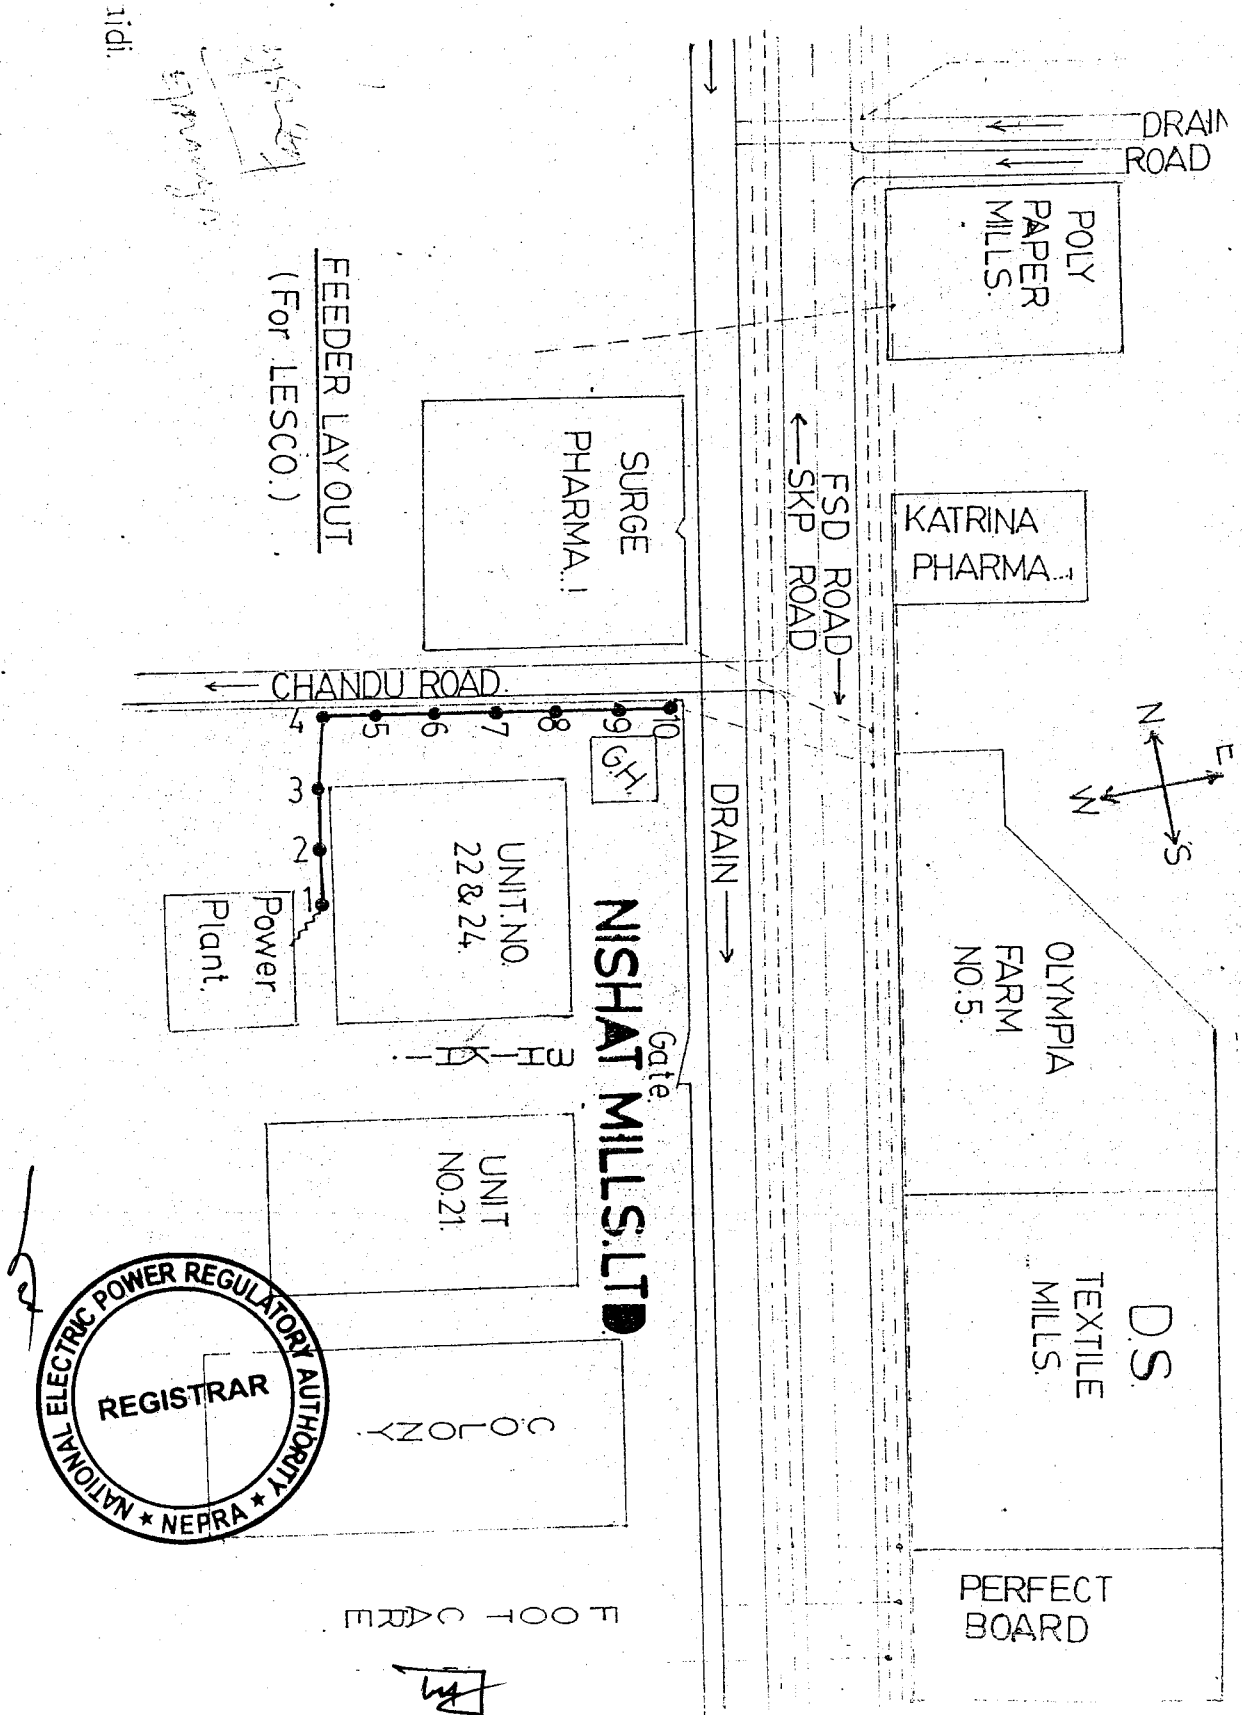 DRAIN
ROAD
POLY
PAPER
MILLS.
FEEDER LAY OUT
(For LESCO.)
SURGE
PHARMA..!
SKP ROAD
FSD ROAD
KATRINA
PHARMA...
CHANDU ROAD.
4 5 6 7 8 9 10
3
2
1
G.H.
DRAIN
N
E
W
S
UNIT.NO.
22 & 24.
Power
Plant.
NISHAT MILLS.LTD
Gate.
OLYMPIA
FARM
NO.5.
UNIT
NO.21.
D.S.
TEXTILE
MILLS.
COLONY.
NATIONAL ELECTRIC POWER REGULATORY AUTHORITY
★ NEPRA ★
REGISTRAR
FOOT CARE
PERFECT
BOARD